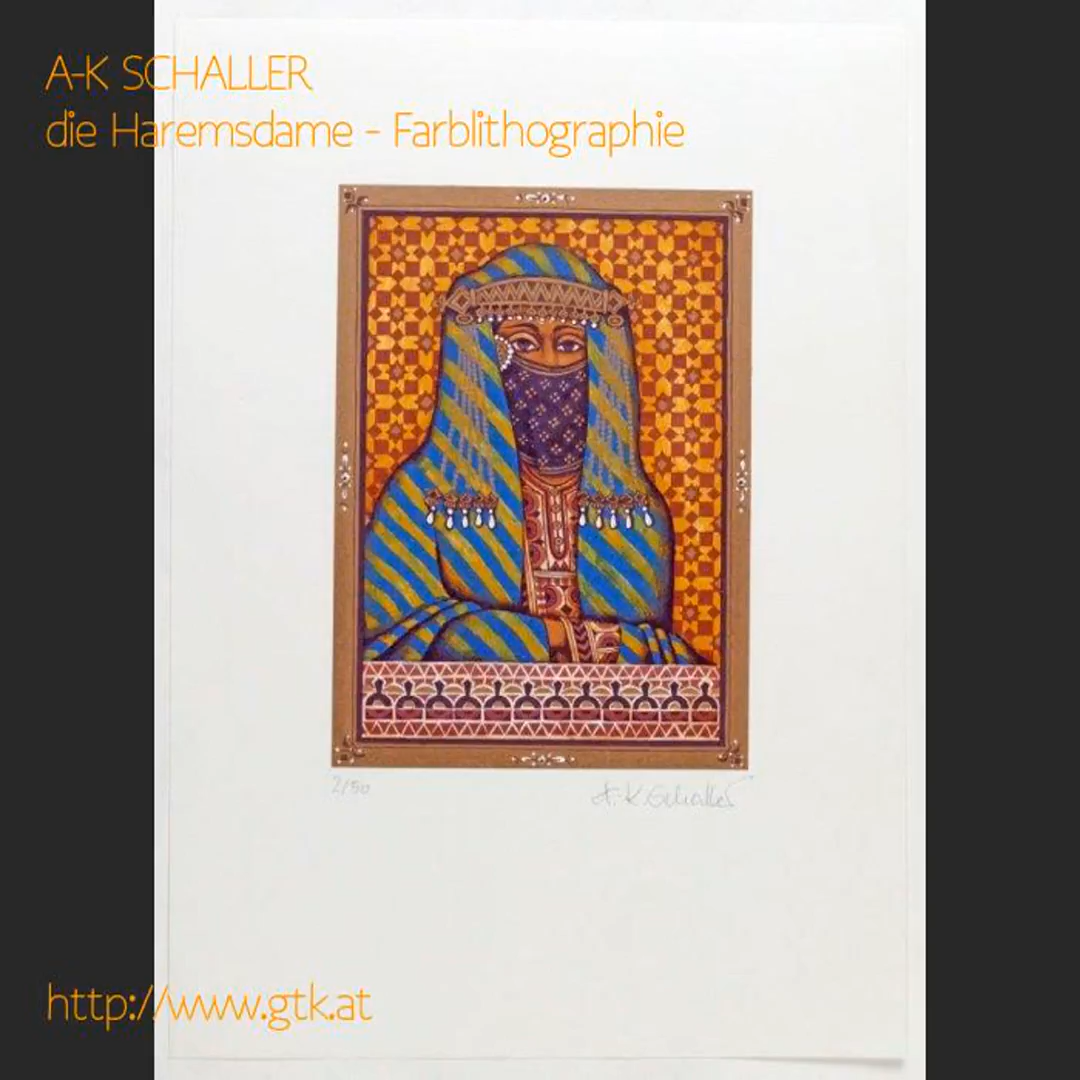 A-K SCHALLER
die Haremsdame - Farblithographie
2/50
A. K. Schaller
http://www.gtk.at